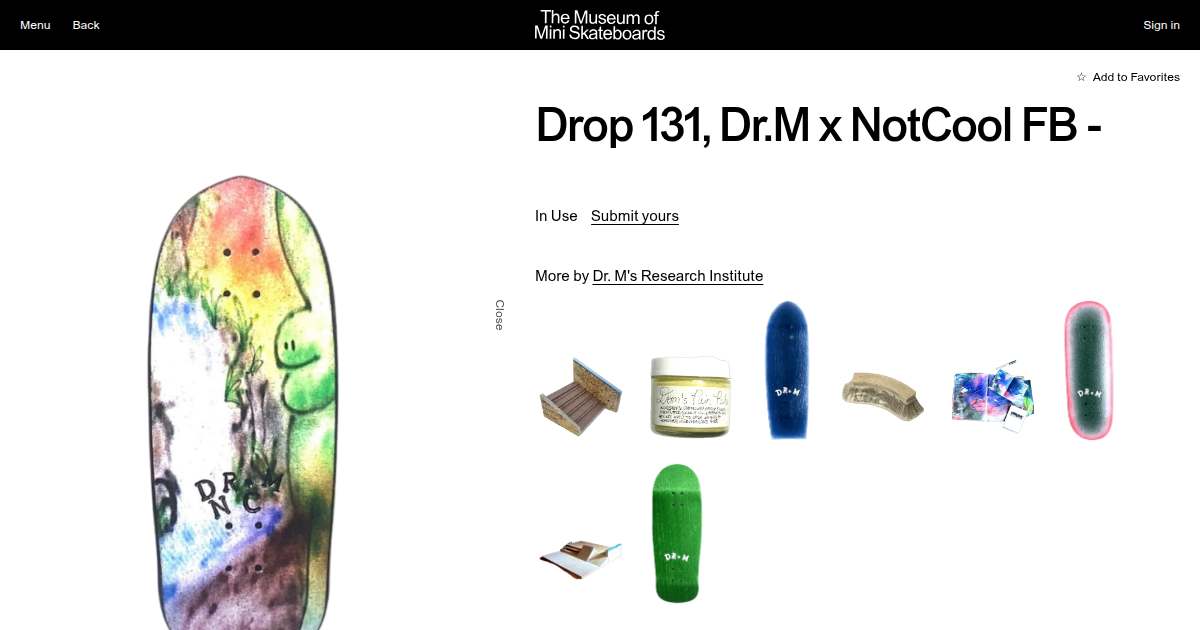 Menu
Back
The Museum of
Mini Skateboards
Sign in
☆ Add to Favorites
Drop 131, Dr.M x NotCool FB -
In Use
Submit yours
More by Dr. M's Research Institute
Close
DR.M
N C
DR•M
DR•M
DR•M